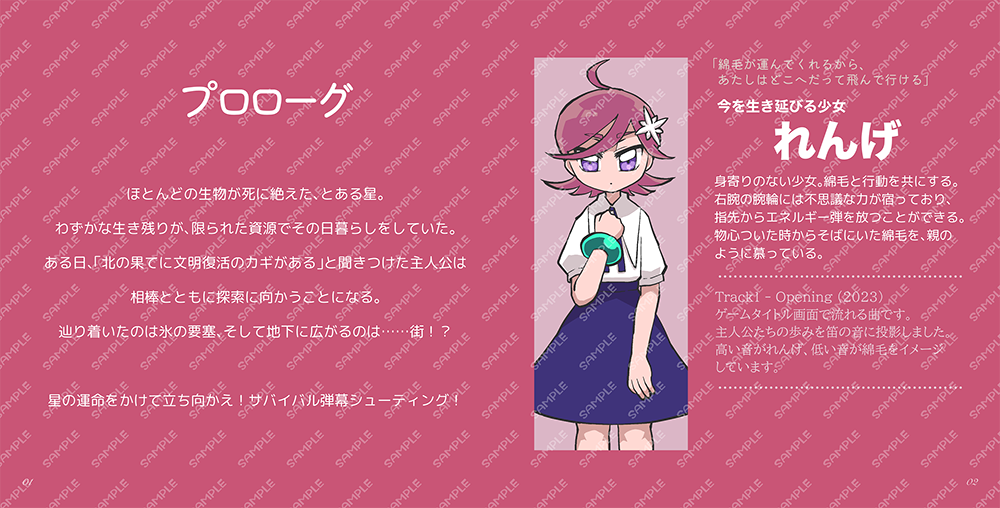 プロローグ
ほとんどの生物が死に絶えた、とある星。
わずかな生き残りが、限られた資源でその日暮らしをしていた。
ある日、「北の果てに文明復活のカギがある」と聞きつけた主人公は
相棒とともに探索に向かうことになる。
辿り着いたのは氷の要塞、そして地下に広がるのは……街！？
星の運命をかけて立ち向かえ！サバイバル弾幕シューティング！
01
「綿毛が運んでくれるから、
あたしはどこへだって飛んで行ける」
今を生き延びる少女
れんげ
身寄りのない少女。綿毛と行動を共にする。
右腕の腕輪には不思議な力が宿っており、
指先からエネルギー弾を放つことができる。
物心ついた時からそばにいた綿毛を、親の
ように慕っている。
Track1 - Opening (2023)
ゲームタイトル画面で流れる曲です。
主人公たちの歩みを笛の音に投影しました。
高い音がれんげ、低い音が綿毛をイメージ
しています。
02
SAMPLE